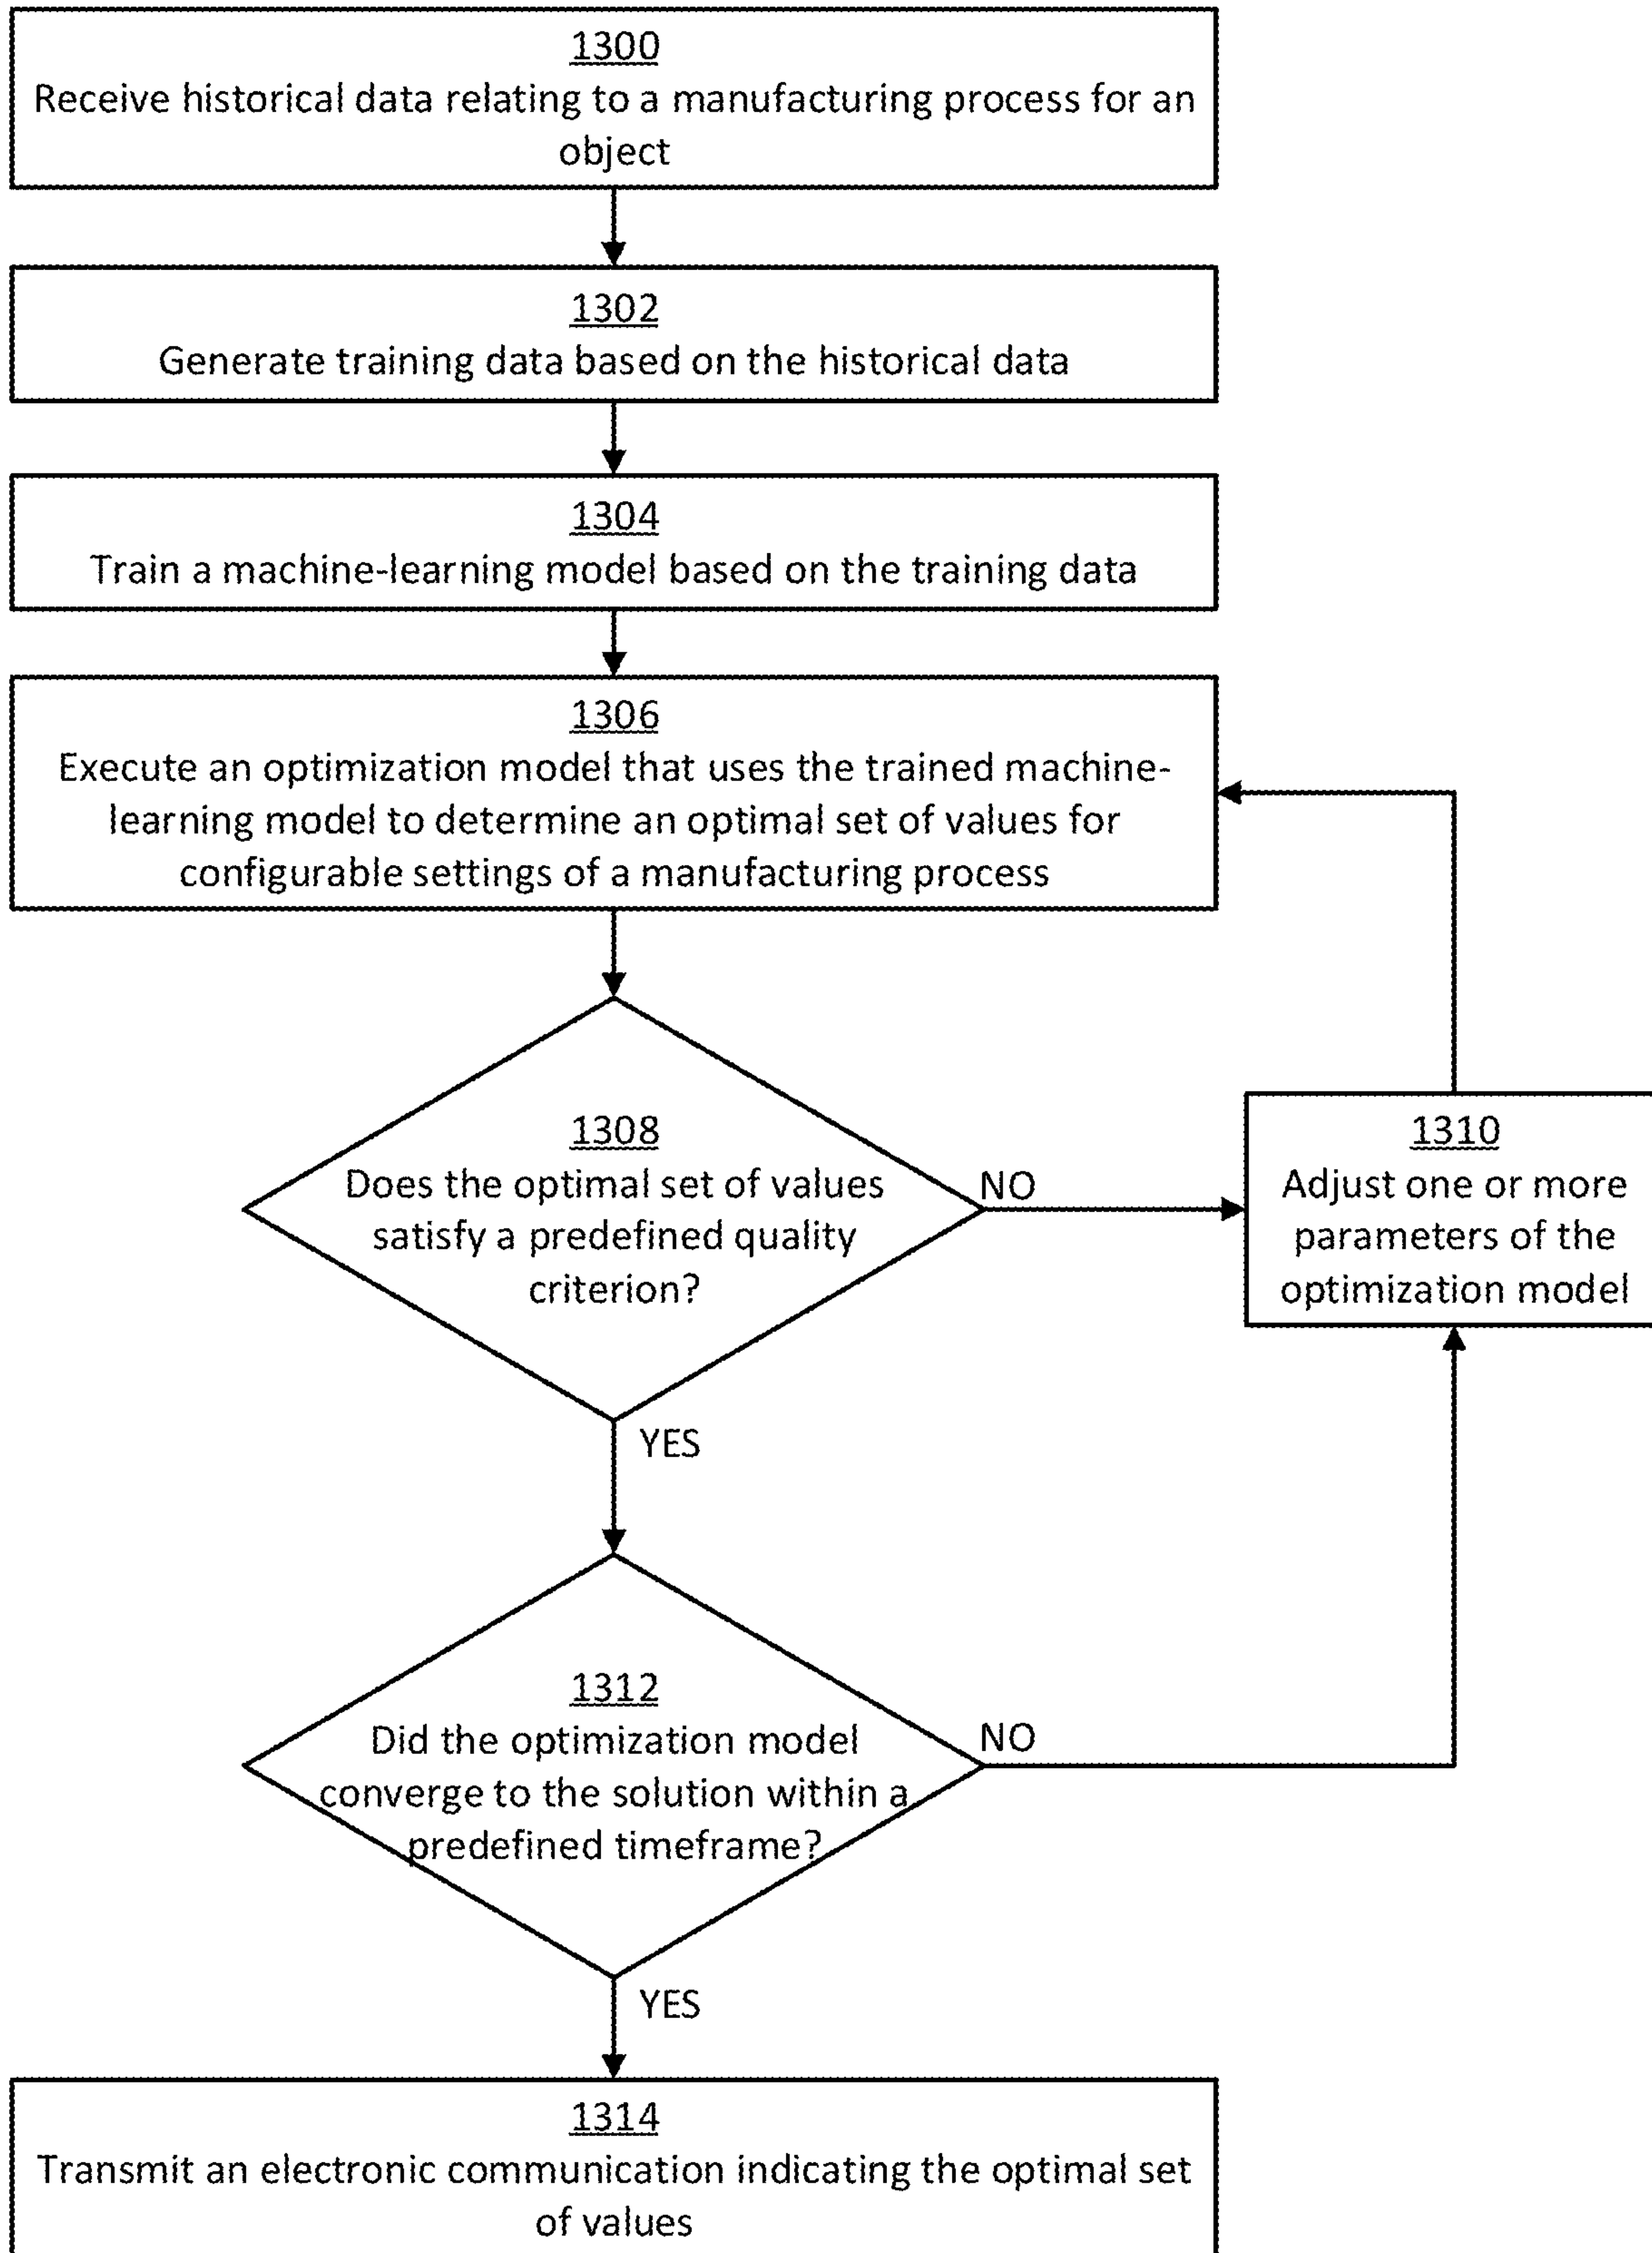 1300
Receive historical data relating to a manufacturing process for an
object
1302
Generate training data based on the historical data
1304
Train a machine-learning model based on the training data
1306
Execute an optimization model that uses the trained machine-
learning model to determine an optimal set of values for
configurable settings of a manufacturing process
1308
Does the optimal set of values
satisfy a predefined quality
criterion?
NO
1310
Adjust one or more
parameters of the
optimization model
YES
1312
Did the optimization model
converge to the solution within a
predefined timeframe?
NO
YES
1314
Transmit an electronic communication indicating the optimal set
of values